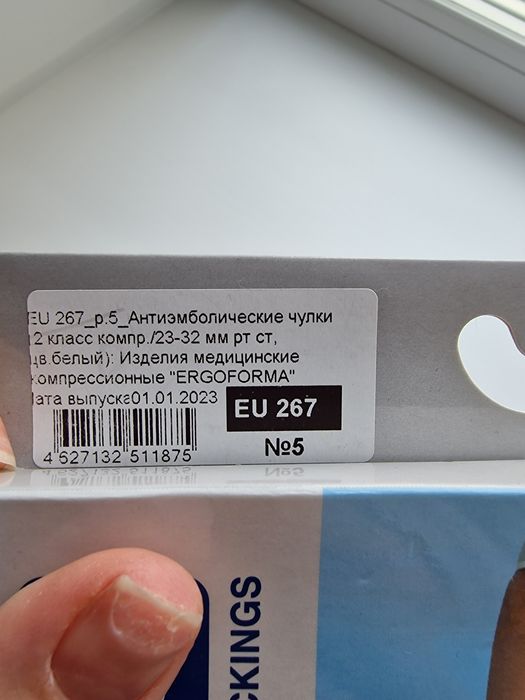 EU 267_р.5_Антиэмболические чулки
2 класс компр./23-32 мм рт ст,
цв.белый): Изделия медицинские
компрессионные "ERGOFORMA"
Дата выпуска01.01.2023
EU 267
4 627132 511875
№5
CKINGS